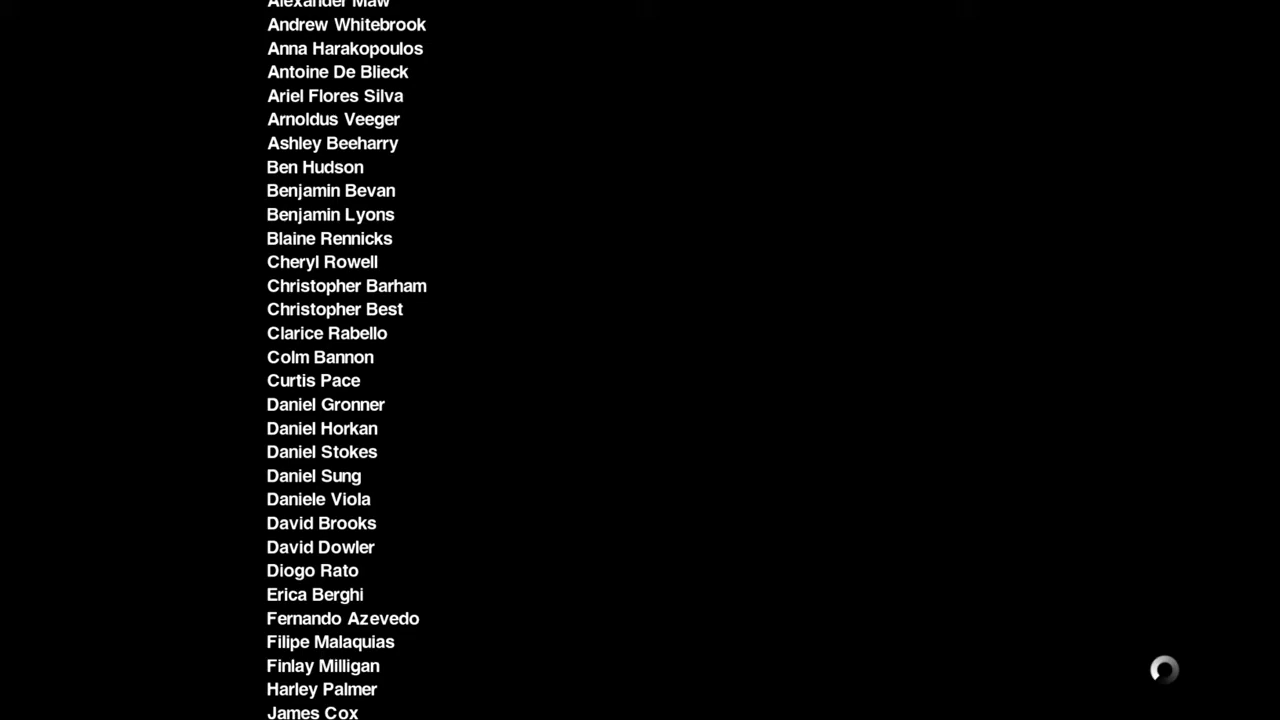 Alexander Maw
Andrew Whitebrook
Anna Harakopoulos
Antoine De Blieck
Ariel Flores Silva
Arnoldus Veeger
Ashley Beeharry
Ben Hudson
Benjamin Bevan
Benjamin Lyons
Blaine Rennicks
Cheryl Rowell
Christopher Barham
Christopher Best
Clarice Rabello
Colm Bannon
Curtis Pace
Daniel Gronner
Daniel Horkan
Daniel Stokes
Daniel Sung
Daniele Viola
David Brooks
David Dowler
Diogo Rato
Erica Berghi
Fernando Azevedo
Filipe Malaquias
Finlay Milligan
Harley Palmer
James Cox